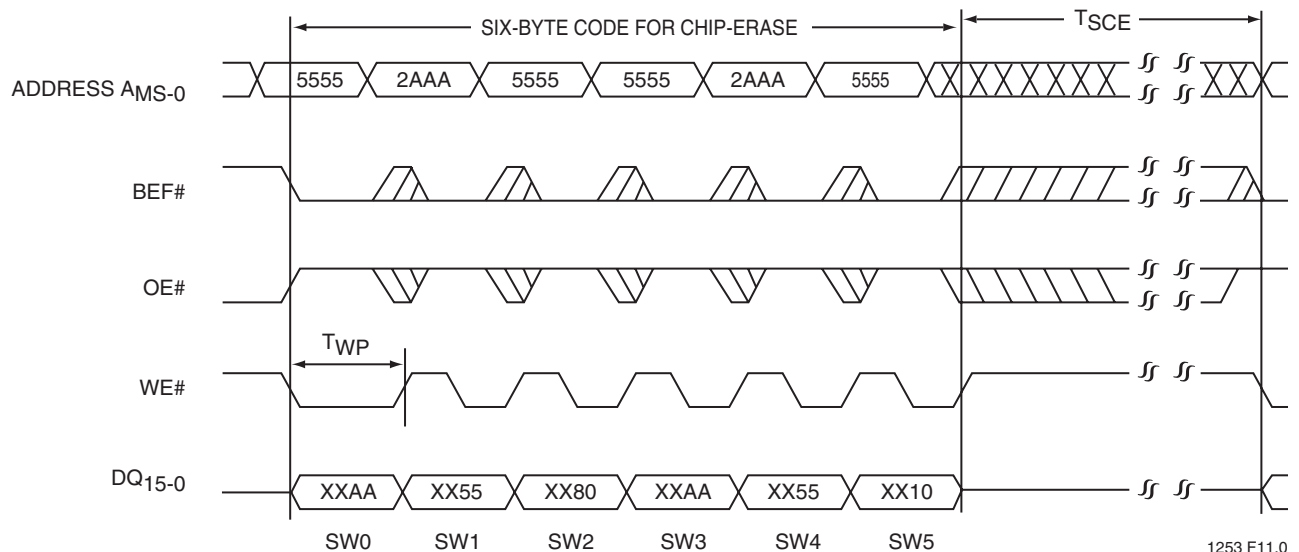 SIX-BYTE CODE FOR CHIP-ERASE TSCE
ADDRESS AMS-0 5555 2AAA 5555 5555 2AAA 5555
BEF#
OE#
TWP
WE#
DQ15-0 XXAA XX55 XX80 XXAA XX55 XX10
SW0 SW1 SW2 SW3 SW4 SW5
1253 F11.0